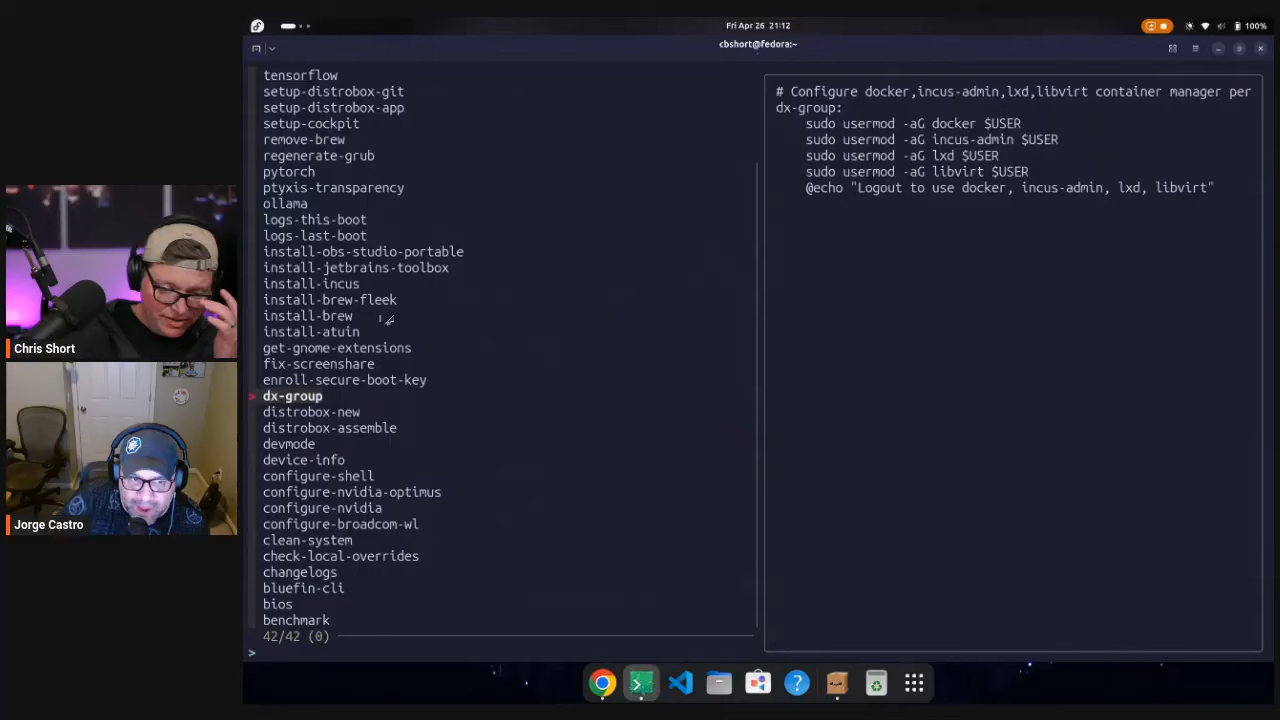 Fri Apr 26 21:12
100%
cbshort@fedora:~
tensorflow
setup-distrobox-git
setup-distrobox-app
setup-cockpit
remove-brew
regenerate-grub
pytorch
ptyxis-transparency
ollama
logs-this-boot
logs-last-boot
install-obs-studio-portable
install-jetbrains-toolbox
install-incus
install-brew-fleek
install-brew
install-atuin
get-gnome-extensions
fix-screenshare
enroll-secure-boot-key
> dx-group
distrobox-new
distrobox-assemble
devmode
device-info
configure-shell
configure-nvidia-optimus
configure-nvidia
configure-broadcom-wl
clean-system
check-local-overrides
changelogs
bluefin-cli
bios
benchmark
42/42 (0)
>
# Configure docker,incus-admin,lxd,libvirt container manager per
dx-group:
sudo usermod -aG docker $USER
sudo usermod -aG incus-admin $USER
sudo usermod -aG lxd $USER
sudo usermod -aG libvirt $USER
@echo "Logout to use docker, incus-admin, lxd, libvirt"
Chris Short
Jorge Castro